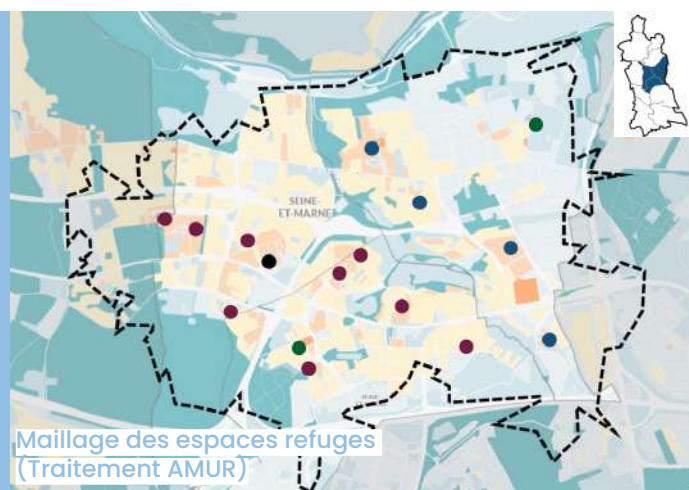 SEINE-
ET-MARNE
Maillage des espaces refuges
(Traitement AMUR)